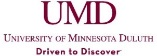 UMD
UNIVERSITY OF MINNESOTA DULUTH
Driven to Discover